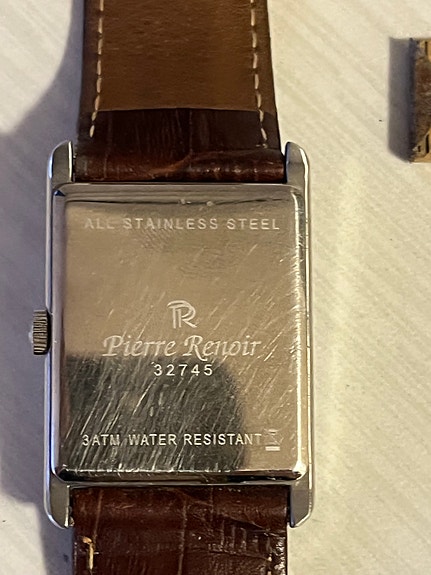 ALL STAINLESS STEEL
PR
Pierre Renoir
32745
3ATM WATER RESISTANT